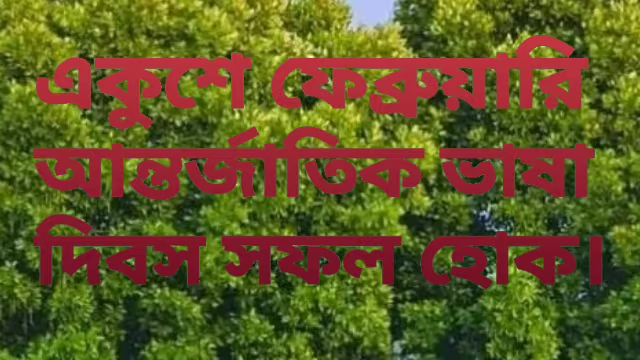 একুশে ফেব্রুয়ারি
আন্তর্জাতিক ভাষা
দিবস সফল হোক।